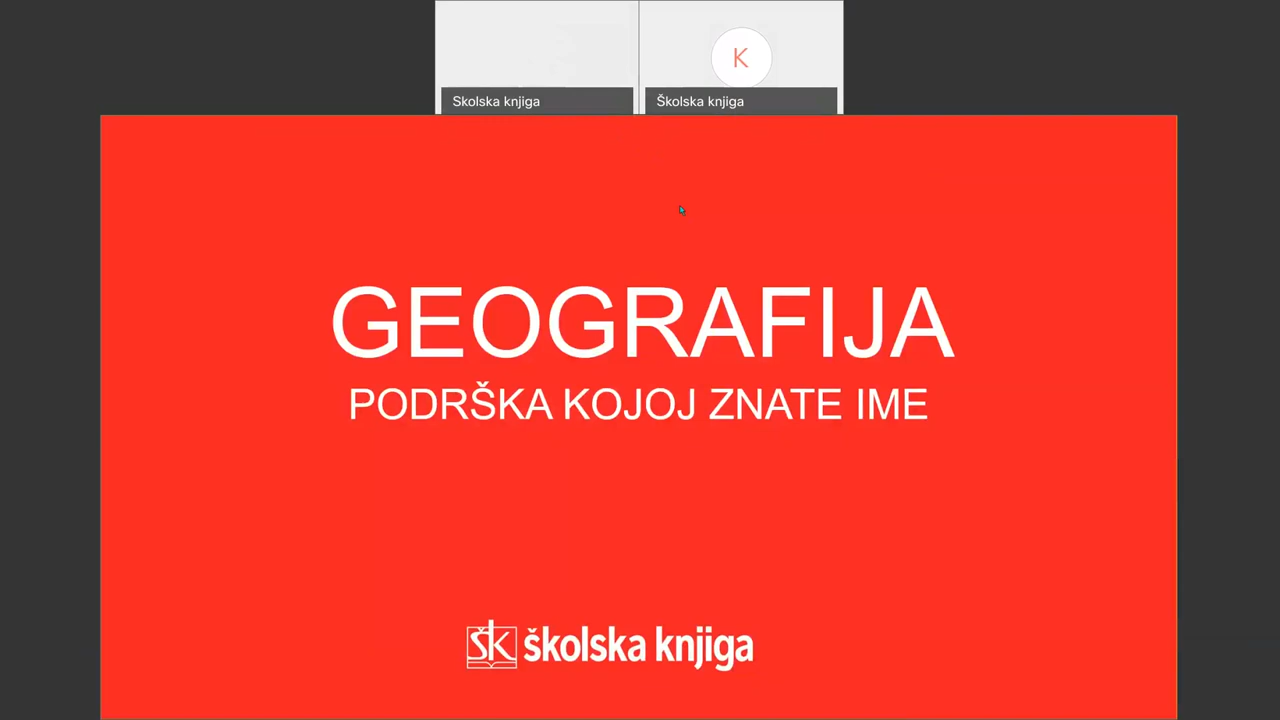 Skolska knjiga
K
Školska knjiga
GEOGRAFIJA
PODRŠKA KOJOJ ZNATE IME
ŠK školska knjiga